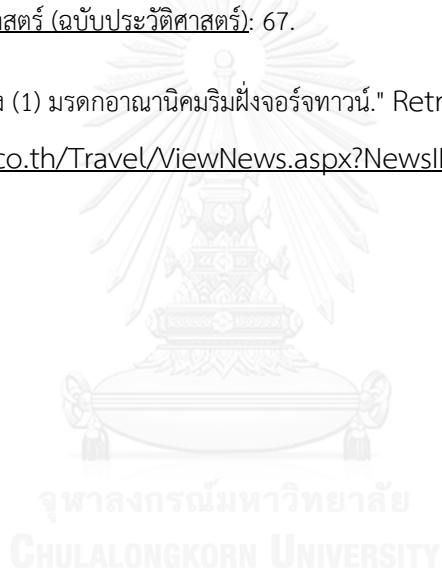 าสตร์ (ฉบับประวัติศาสตร์): 67.
ง (1) มรดกอาณานิคมริมฝั่งจอร์จทาวน์." Retr
co.th/Travel/ViewNews.aspx?NewsI
จุฬาลงกรณ์มหาวิทยาลัย
CHULALONGKORN UNIVERSITY